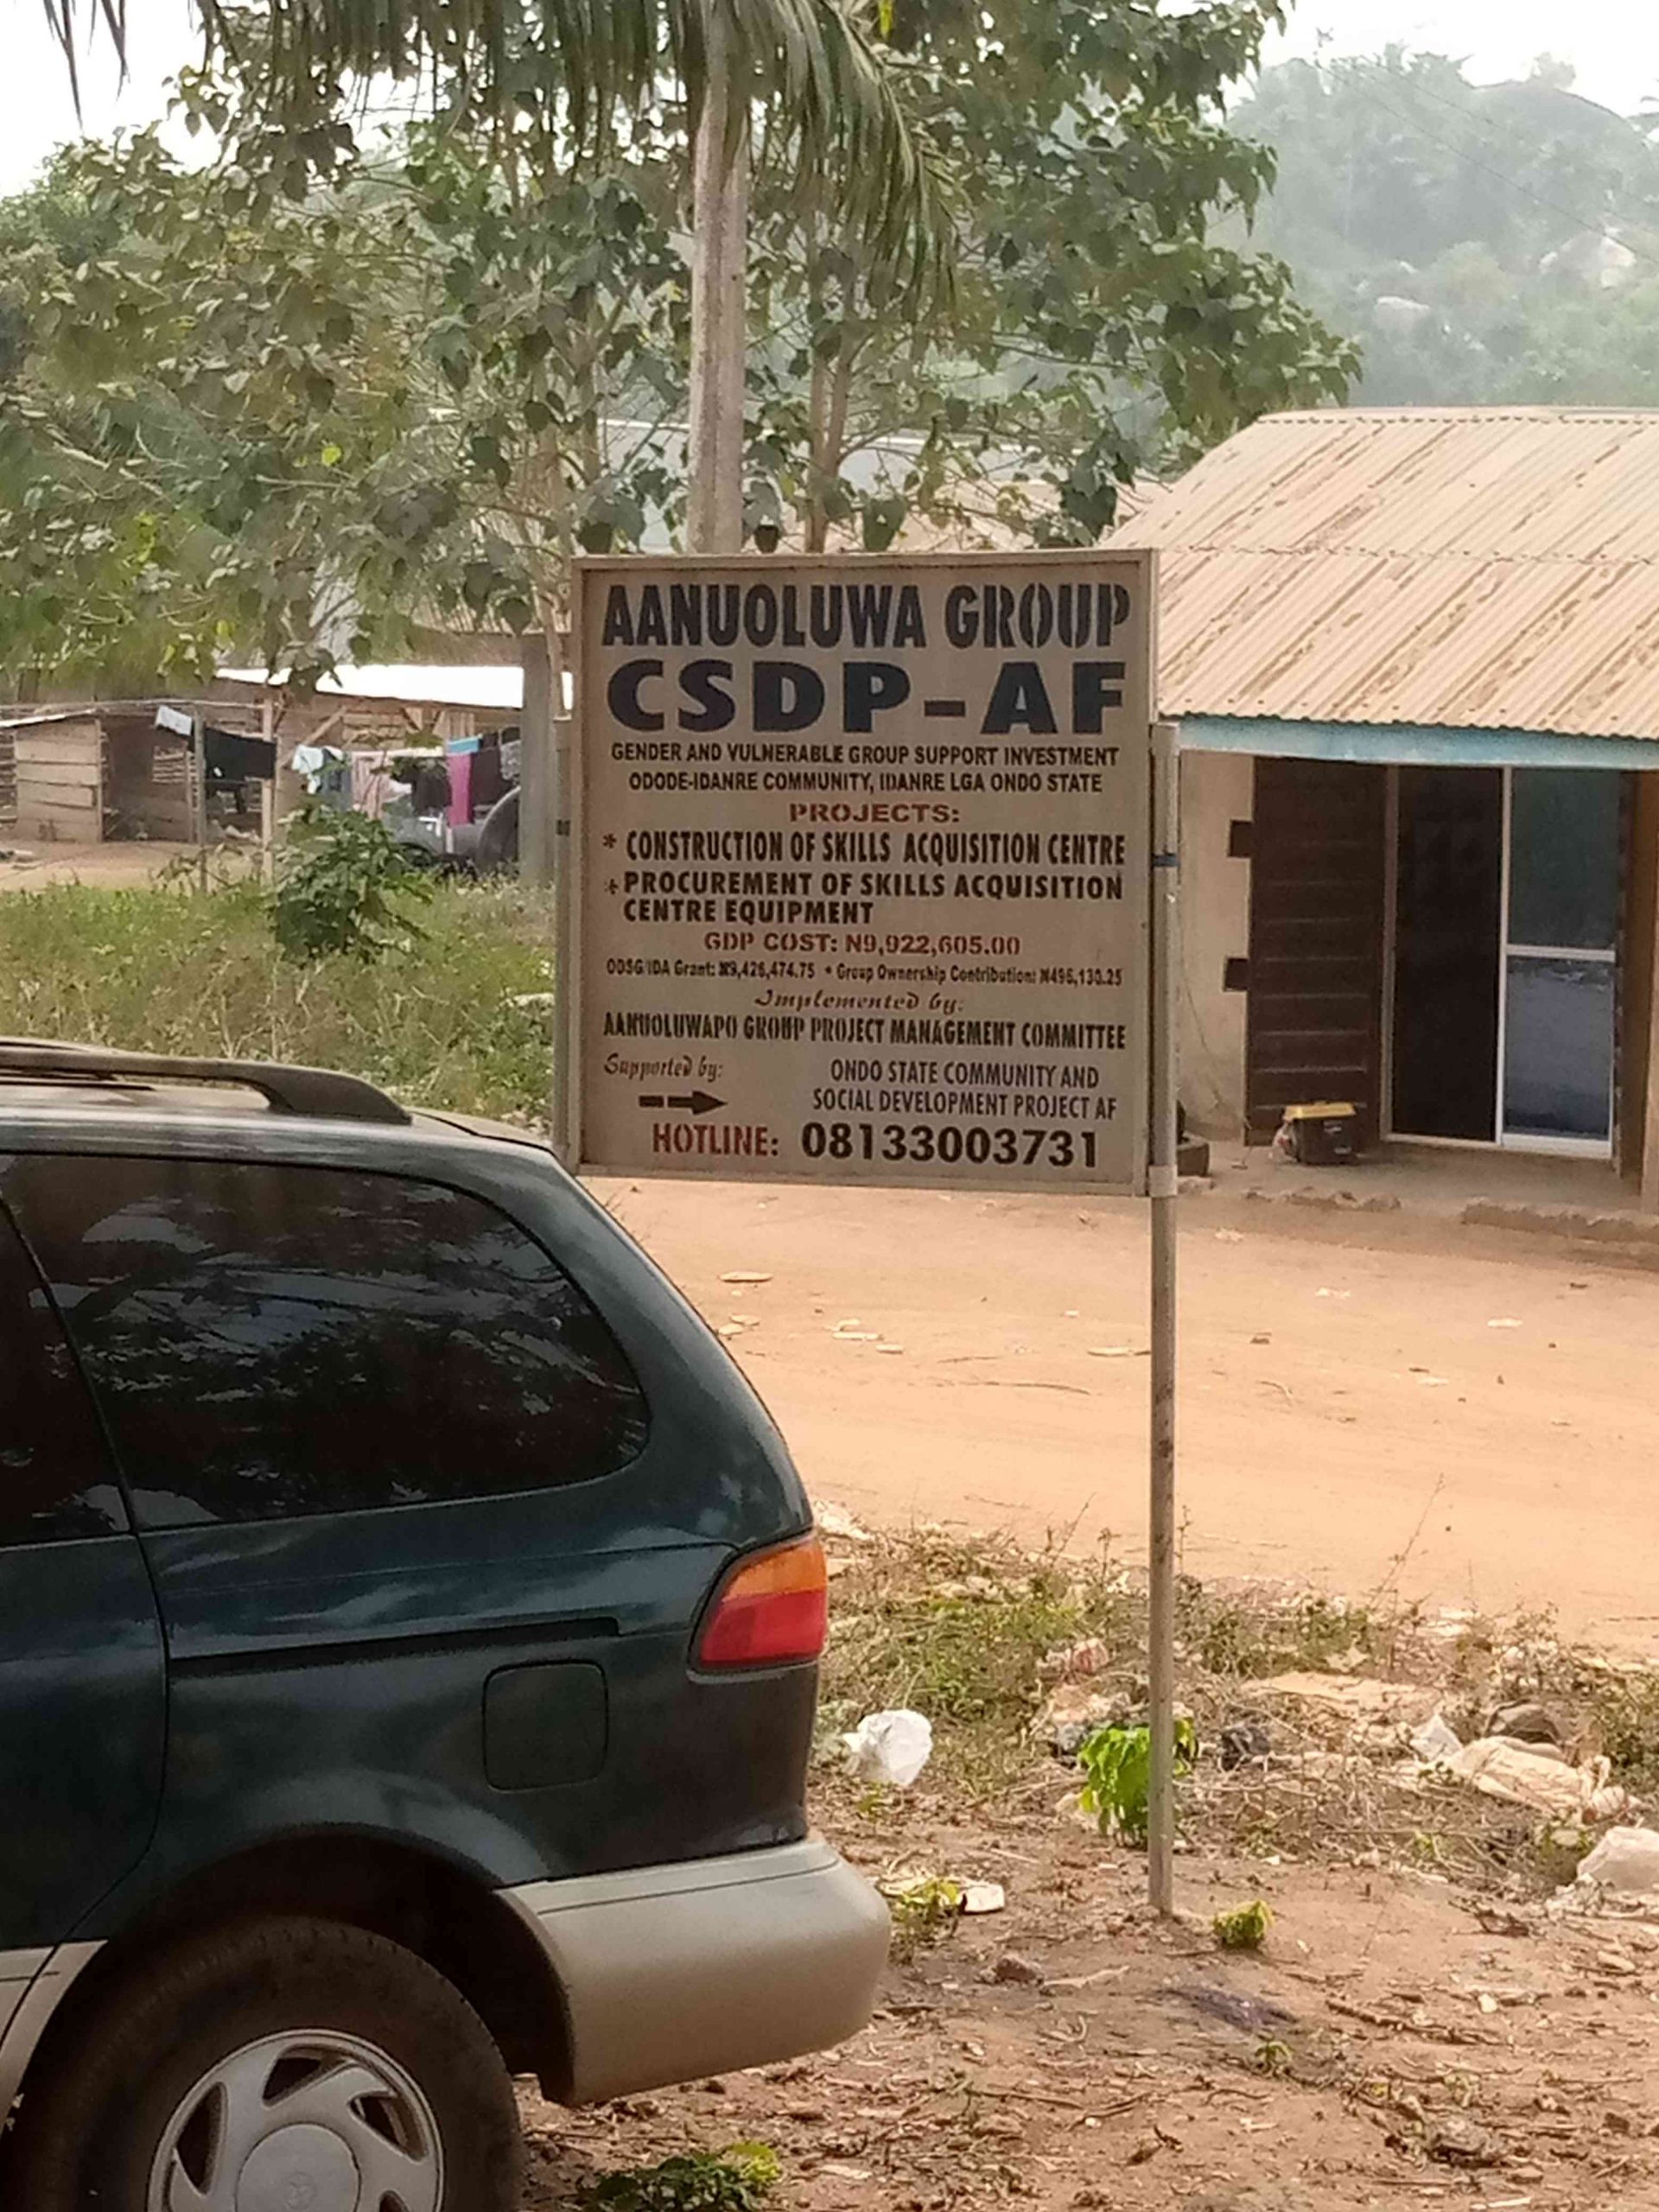 AANUOLUWA GROUP
CSDP-AF
GENDER AND VULNERABLE GROUP SUPPORT INVESTMENT
ODODE-IDANRE COMMUNITY, IDANRE LGA ONDO STATE
PROJECTS:
* CONSTRUCTION OF SKILLS ACQUISITION CENTRE
* PROCUREMENT OF SKILLS ACQUISITION
CENTRE EQUIPMENT
GDP COST: N9,922,605.00
ODSG/IDA Grant: ₦9,426,474.75 * Group Ownership Contribution: ₦496,130.25
Implemented by:
AANUOLUWAPO GROUP PROJECT MANAGEMENT COMMITTEE
Supported by: ONDO STATE COMMUNITY AND
SOCIAL DEVELOPMENT PROJECT AF
HOTLINE: 08133003731